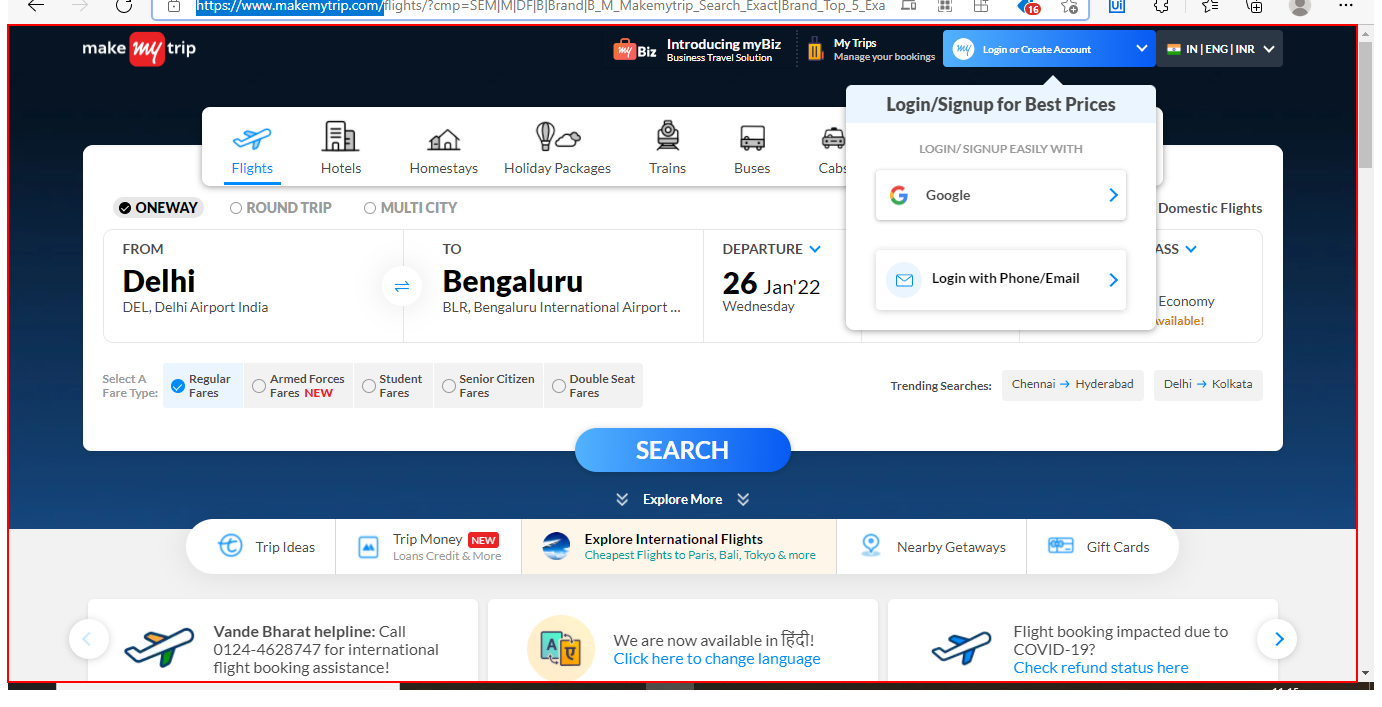 https://www.makemytrip.com/flights/?cmp=SEM|M|DF|B|Brand|B_M_Makemytrip_Search_Exact|Brand_Top_5_Exa
16
Ui
make my trip
my Biz
Introducing myBiz
Business Travel Solution
My Trips
Manage your bookings
my
Login or Create Account
IN | ENG | INR
Login/Signup for Best Prices
LOGIN/ SIGNUP EASILY WITH
Google
Login with Phone/Email
Flights
Hotels
Homestays
Holiday Packages
Trains
Buses
Cabs
ONEWAY
ROUND TRIP
MULTI CITY
Domestic Flights
FROM
Delhi
DEL, Delhi Airport India
TO
Bengaluru
BLR, Bengaluru International Airport ...
DEPARTURE
26 Jan'22
Wednesday
ASS
Economy
Available!
Select A
Fare Type:
Regular
Fares
Armed Forces
Fares NEW
Student
Fares
Senior Citizen
Fares
Double Seat
Fares
Trending Searches:
Chennai → Hyderabad
Delhi → Kolkata
SEARCH
Explore More
Trip Ideas
Trip Money NEW
Loans Credit & More
Explore International Flights
Cheapest Flights to Paris, Bali, Tokyo & more
Nearby Getaways
Gift Cards
Vande Bharat helpline: Call
0124-4628747 for international
flight booking assistance!
A ए
We are now available in हिंदी!
Click here to change language
Flight booking impacted due to
COVID-19?
Check refund status here